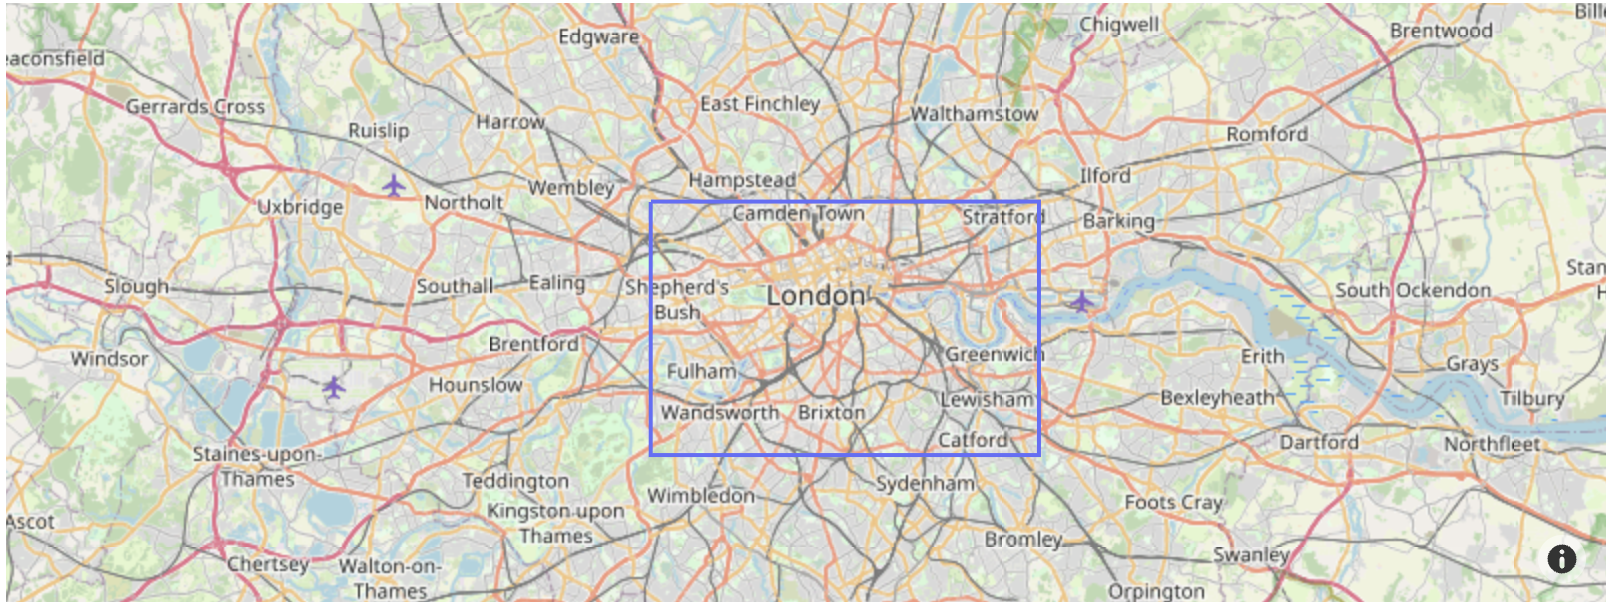 Chigwell
Bille
Edgware
Brentwood
eaconsfield
Gerrards Cross
East Finchley
Walthamstow
Harrow
Ruislip
Romford
Hampstead
Ilford
Wembley
Northolt
Uxbridge
Camden Town
Stratford
Barking
d
Slough
Southall
Ealing
Shepherd's
Bush
London
South Ockendon
Stan
H
Windsor
Brentford
Greenwich
Erith
Grays
Fulham
Hounslow
Lewisham
Bexleyheath
Tilbury
Wandsworth
Brixton
Catford
Dartford
Northfleet
Staines-upon-
Thames
Teddington
Sydenham
Wimbledon
Foots Cray
Kingston upon
Thames
Ascot
Bromley
Swanley
Chertsey
Walton-on-
Thames
Orpington